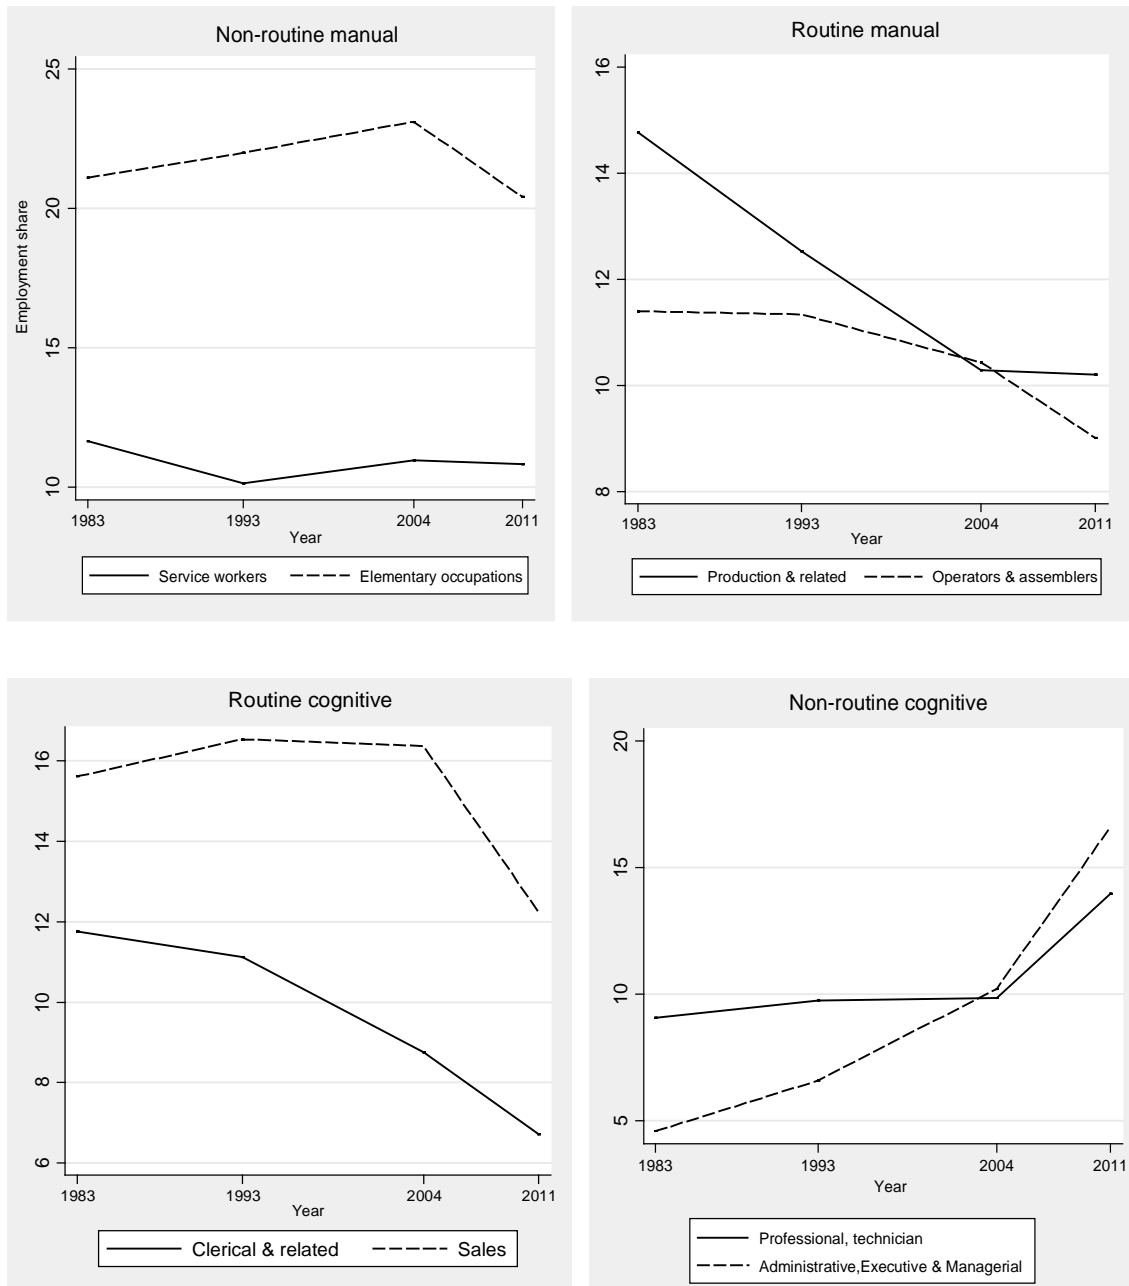 Non-routine manual
Employment share
25
20
15
10
1983 1993 2004 2011
Year
Service workers Elementary occupations
Routine manual
16
14
12
10
8
1983 1993 2004 2011
Year
Production & related Operators & assemblers
Routine cognitive
16
14
12
10
8
6
1983 1993 2004 2011
Year
Clerical & related Sales
Non-routine cognitive
20
15
10
5
1983 1993 2004 2011
Year
Professional, technician
Administrative,Executive & Managerial